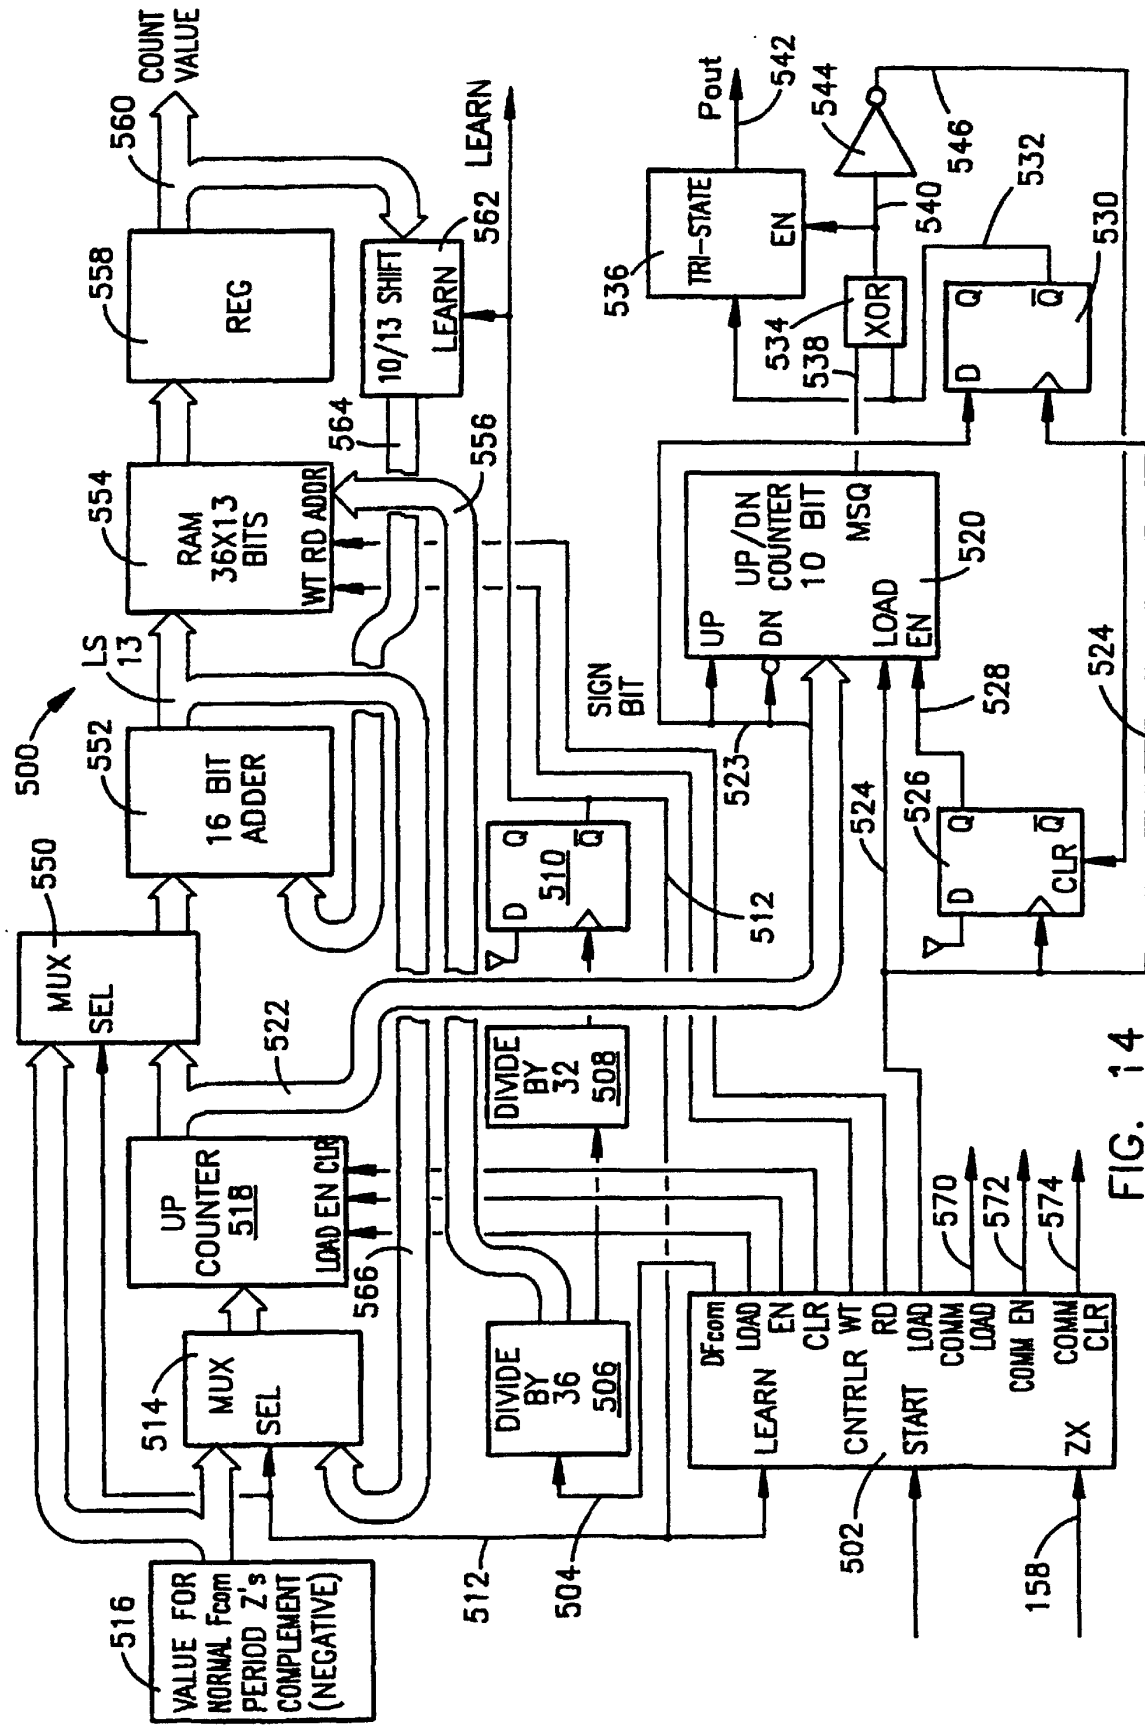 500
516
VALUE FOR
NORMAL Fcom
PERIOD Z's
COMPLEMENT
(NEGATIVE)
514
MUX
SEL
UP
COUNTER
518
LOAD EN CLR
522
566
550
MUX
SEL
552
16 BIT
ADDER
LS
13
554
RAM
36X13
BITS
WT RD ADDR
556
558
REG
560
COUNT
VALUE
564
10/13 SHIFT
LEARN
562
LEARN
512
504
DIVIDE
BY
36
506
DIVIDE
BY
32
508
D
Q
510
Q
512
SIGN
BIT
523
524
UP
DN
UP/DN
COUNTER
10 BIT
MSQ
LOAD
EN
520
528
526
D
Q
Q
CLR
524
536
TRI-STATE
EN
Pout
542
534
538
XOR
544
540
546
532
D
Q
Q
530
DFcom
LOAD
EN
CLR
WT
RD
LOAD
COMM
LOAD
COMM EN
COMM
CLR
LEARN
CNTRLR
START
ZX
502
158
570
572
574
FIG. 14